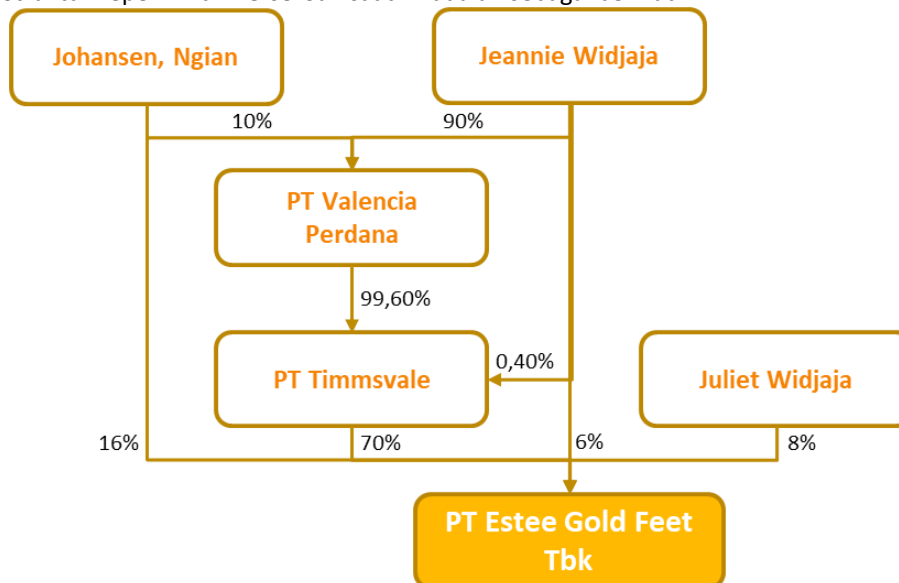 Johansen, Ngian
Jeannie Widjaja
10%
90%
PT Valencia
Perdana
99,60%
PT Timmsvale
0,40%
Juliet Widjaja
16%
70%
6%
8%
PT Estee Gold Feet
Tbk